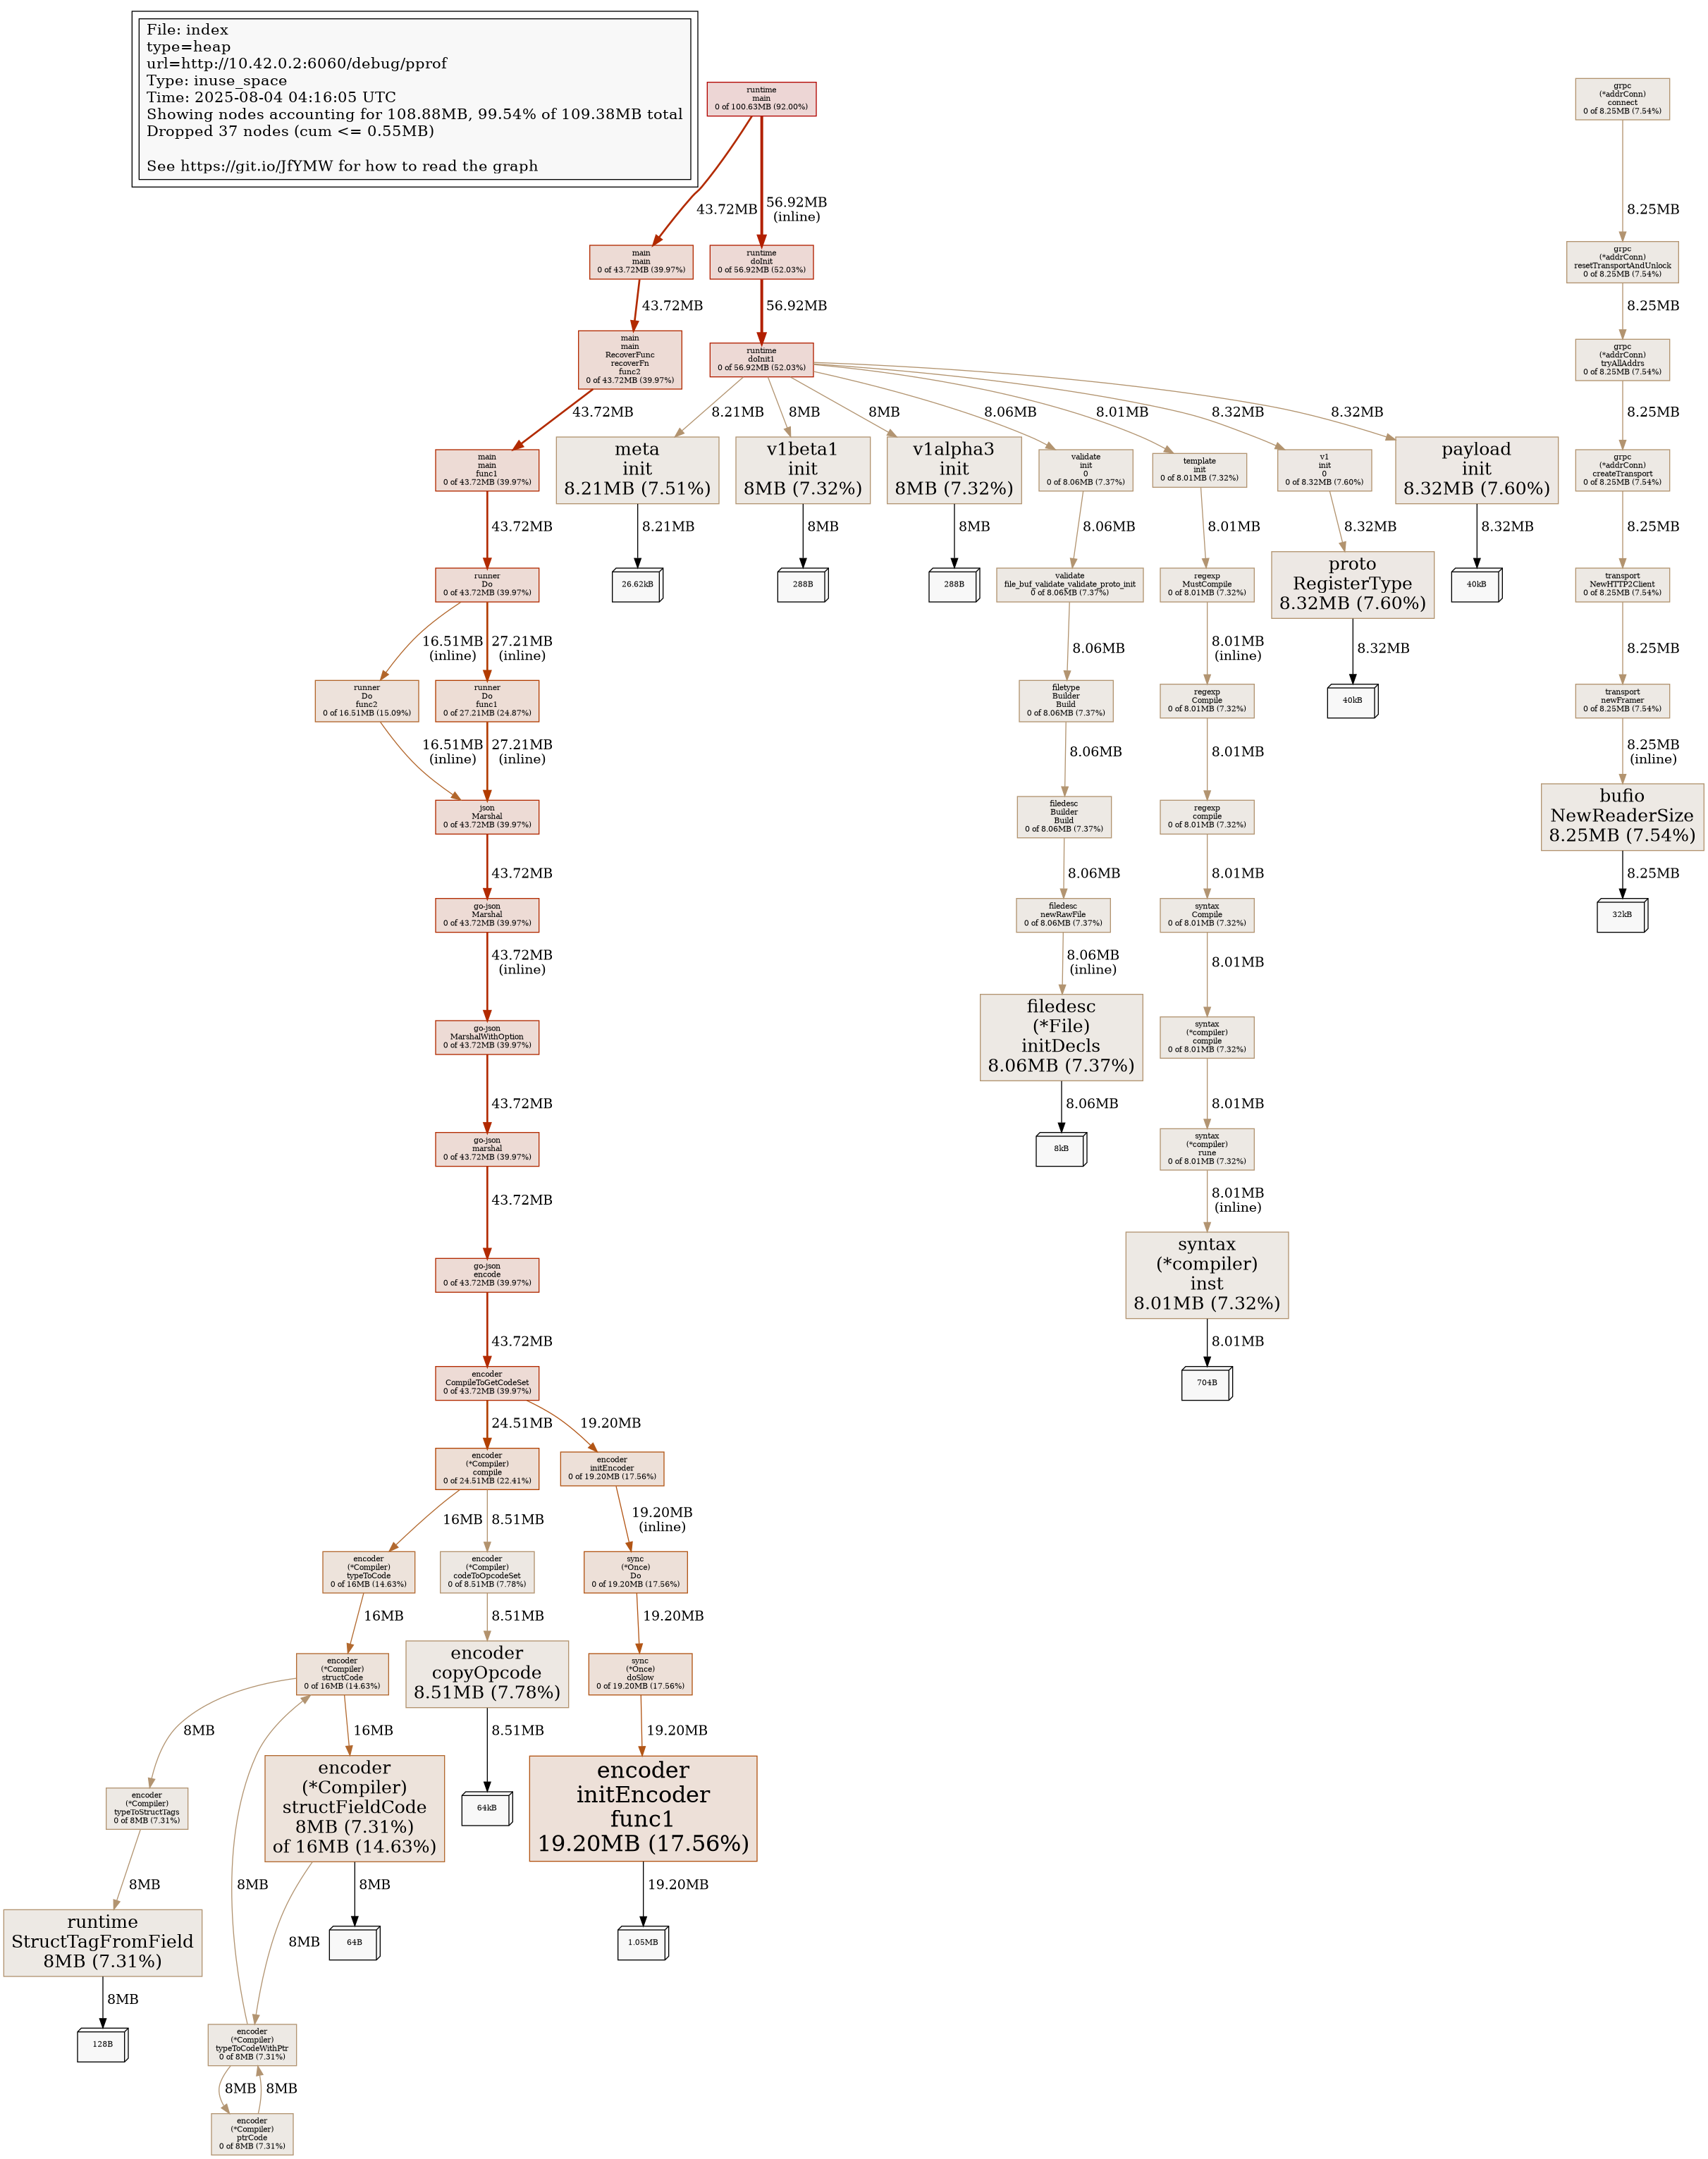 File: index
type=heap
url=http://10.42.0.2:6060/debug/pprof
Type: inuse_space
Time: 2025-08-04 04:16:05 UTC
Showing nodes accounting for 108.88MB, 99.54% of 109.38MB total
Dropped 37 nodes (cum <= 0.55MB)
See https://git.io/JfYMW for how to read the graph
runtime
main
0 of 100.63MB (92.00%)
43.72MB
56.92MB
(inline)
main
main
0 of 43.72MB (39.97%)
runtime
doInit
0 of 56.92MB (52.03%)
43.72MB
56.92MB
main
main
RecoverFunc
recoverFn
func2
0 of 43.72MB (39.97%)
runtime
doInit1
0 of 56.92MB (52.03%)
43.72MB
8.21MB
8MB
8MB
8.06MB
8.01MB
8.32MB
8.32MB
main
main
func1
0 of 43.72MB (39.97%)
meta
init
8.21MB (7.51%)
v1beta1
init
8MB (7.32%)
v1alpha3
init
8MB (7.32%)
validate
init
0
0 of 8.06MB (7.37%)
template
init
0 of 8.01MB (7.32%)
v1
init
0
0 of 8.32MB (7.60%)
payload
init
8.32MB (7.60%)
43.72MB
8.21MB
26.62kB
8MB
288B
8MB
288B
8.06MB
validate
file_buf_validate_validate_proto_init
0 of 8.06MB (7.37%)
8.06MB
filetype
Builder
Build
0 of 8.06MB (7.37%)
8.06MB
filedesc
Builder
Build
0 of 8.06MB (7.37%)
8.06MB
filedesc
newRawFile
0 of 8.06MB (7.37%)
8.06MB
(inline)
filedesc
(*File)
initDecls
8.06MB (7.37%)
8.06MB
8kB
8.01MB
regexp
MustCompile
0 of 8.01MB (7.32%)
8.01MB
(inline)
regexp
Compile
0 of 8.01MB (7.32%)
8.01MB
regexp
compile
0 of 8.01MB (7.32%)
8.01MB
syntax
Compile
0 of 8.01MB (7.32%)
8.01MB
syntax
(*compiler)
compile
0 of 8.01MB (7.32%)
8.01MB
syntax
(*compiler)
rune
0 of 8.01MB (7.32%)
8.01MB
(inline)
syntax
(*compiler)
inst
8.01MB (7.32%)
8.01MB
704B
8.32MB
proto
RegisterType
8.32MB (7.60%)
8.32MB
40kB
8.32MB
40kB
grpc
(*addrConn)
connect
0 of 8.25MB (7.54%)
8.25MB
grpc
(*addrConn)
resetTransportAndUnlock
0 of 8.25MB (7.54%)
8.25MB
grpc
(*addrConn)
tryAllAddrs
0 of 8.25MB (7.54%)
8.25MB
grpc
(*addrConn)
createTransport
0 of 8.25MB (7.54%)
8.25MB
transport
NewHTTP2Client
0 of 8.25MB (7.54%)
8.25MB
transport
newFramer
0 of 8.25MB (7.54%)
8.25MB
(inline)
bufio
NewReaderSize
8.25MB (7.54%)
8.25MB
32kB
runner
Do
0 of 43.72MB (39.97%)
16.51MB
(inline)
27.21MB
(inline)
runner
Do
func2
0 of 16.51MB (15.09%)
runner
Do
func1
0 of 27.21MB (24.87%)
16.51MB
(inline)
27.21MB
(inline)
json
Marshal
0 of 43.72MB (39.97%)
43.72MB
go-json
Marshal
0 of 43.72MB (39.97%)
43.72MB
(inline)
go-json
MarshalWithOption
0 of 43.72MB (39.97%)
43.72MB
go-json
marshal
0 of 43.72MB (39.97%)
43.72MB
go-json
encode
0 of 43.72MB (39.97%)
43.72MB
encoder
CompileToGetCodeSet
0 of 43.72MB (39.97%)
24.51MB
19.20MB
encoder
(*Compiler)
compile
0 of 24.51MB (22.41%)
encoder
initEncoder
0 of 19.20MB (17.56%)
16MB
8.51MB
19.20MB
(inline)
encoder
(*Compiler)
typeToCode
0 of 16MB (14.63%)
encoder
(*Compiler)
codeToOpcodeSet
0 of 8.51MB (7.78%)
sync
(*Once)
Do
0 of 19.20MB (17.56%)
16MB
8.51MB
19.20MB
encoder
(*Compiler)
structCode
0 of 16MB (14.63%)
encoder
copyOpcode
8.51MB (7.78%)
sync
(*Once)
doSlow
0 of 19.20MB (17.56%)
8MB
16MB
8.51MB
19.20MB
encoder
(*Compiler)
typeToStructTags
0 of 8MB (7.31%)
encoder
(*Compiler)
structFieldCode
8MB (7.31%)
of 16MB (14.63%)
64kB
encoder
initEncoder
func1
19.20MB (17.56%)
8MB
8MB
8MB
8MB
19.20MB
runtime
StructTagFromField
8MB (7.31%)
64B
1.05MB
8MB
128B
encoder
(*Compiler)
typeToCodeWithPtr
0 of 8MB (7.31%)
8MB
8MB
encoder
(*Compiler)
ptrCode
0 of 8MB (7.31%)